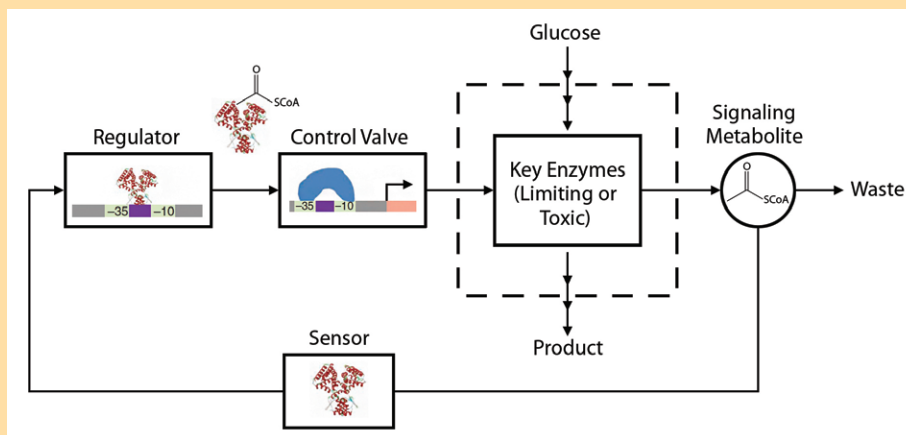 Glucose
O
SCoA
Regulator
Control Valve
Signaling
Metabolite
-35 -10
-35 -10
Key Enzymes
(Limiting or
Toxic)
O
SCoA
Waste
Sensor
Product